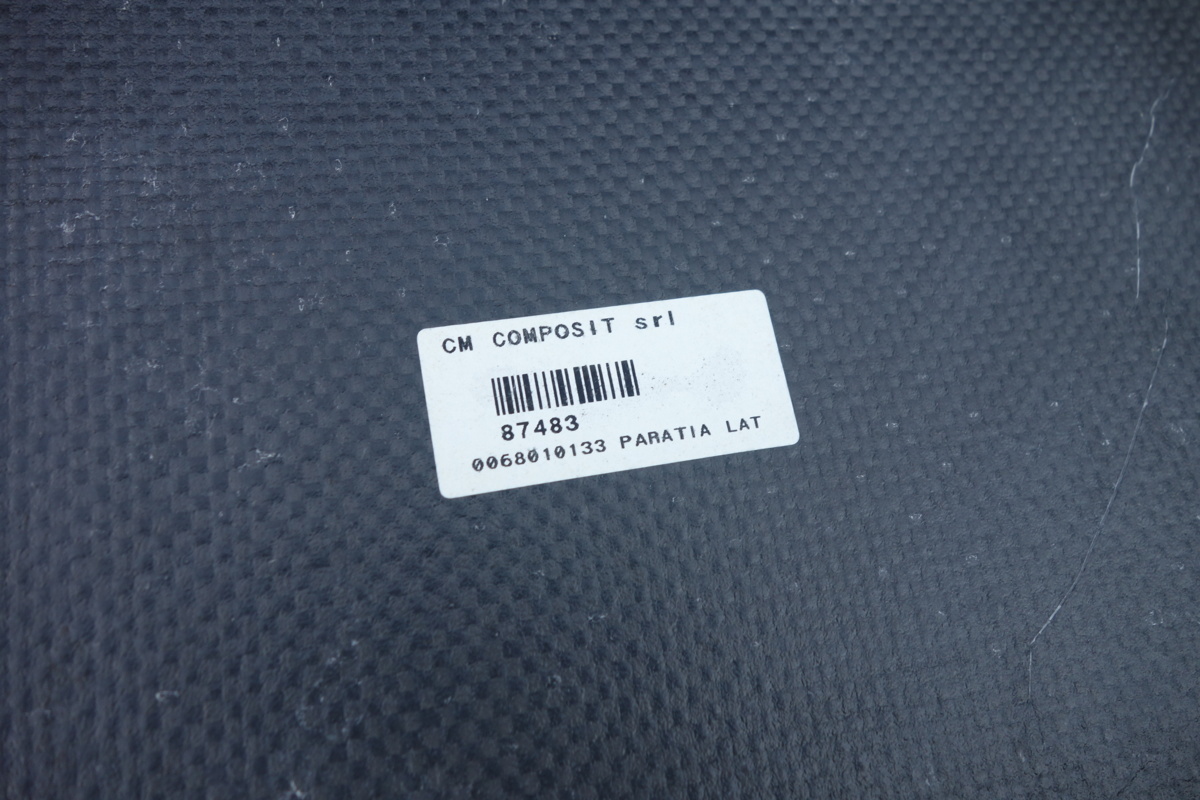 CM COMPOSIT srl
87483
0068010133 PARATIA LAT